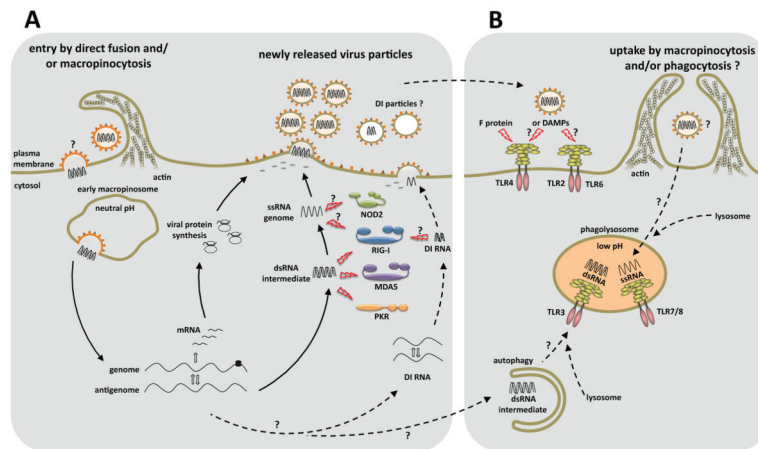 A
entry by direct fusion and/
or macropinocytosis
newly released virus particles
DI particles ?
?
plasma
membrane
cytosol
actin
early macropinosome
neutral pH
viral protein
synthesis
ssRNA
genome
?
?
NOD2
RIG-I
?
DI RNA
dsRNA
intermediate
MDA5
PKR
mRNA
genome
antigenome
DI RNA
?
?
B
uptake by macropinocytosis
and/or phagocytosis ?
F protein
or DAMPs
?
?
?
TLR4
TLR2
TLR6
actin
?
lysosome
phagolysosome
low pH
dsRNA
ssRNA
TLR3
TLR7/8
?
autophagy
dsRNA
intermediate
lysosome